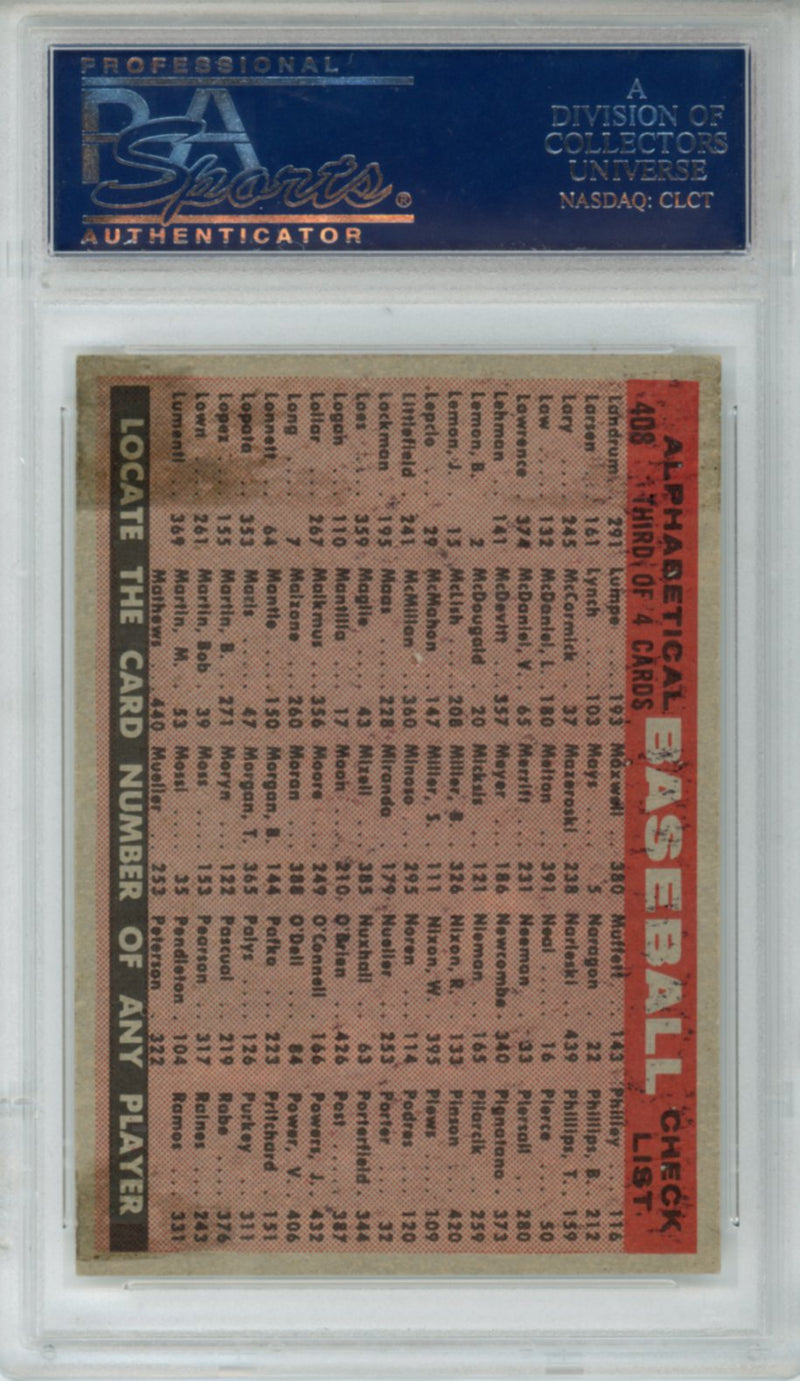 PROFESSIONAL
PSA
Sports®
AUTHENTICATOR
A
DIVISION OF
COLLECTORS
UNIVERSE
NASDAQ: CLCT
ALPHABETICAL BASEBALL CHECK LIST
408 THIRD OF 4 CARDS
Landrum .. 291 Lumpe ..... 193 Maxwell ... 380 Moffett ... 143 Philley .... 116
Larsen .... 161 Lynch ..... 103 Mays ..... 5 Naragon .. 22 Phillips, B. . 212
Lary ..... 245 McCormick . 37 Mazeroski . 238 Narleski .. 439 Phillips, T. . 159
Law ..... 132 McDaniel, L. 180 Melton ... 391 Neal ...... 16 Pierce .... 50
Lawrence 374 McDaniel, V. 65 Merritt ... 231 Neeman .. 33 Piersall ... 280
Lehman ... 141 McDevitt .. 357 Meyer .... 186 Newcombe. 340 Pignatano . 373
Lemon, B. . 2 McDougald . 20 Micksis .. 121 Nieman .. 165 Pilarcik ... 259
Lemon, J. . 15 McLish .... 208 Miller, B. . 326 Nixon, R. . 133 Pinson .... 420
Lepcio .... 29 McMahon .. 147 Miller, S. . 111 Nixon, W. . 395 Plews .... 109
Littlefield . 241 McMillan .. 360 Minoso ... 295 Noren .... 114 Podres ... 120
Lockman .. 195 Maas ..... 228 Miranda .. 179 Nueller .. 253 Porter .... 32
Loes ..... 359 Maglie .... 43 Mizell .... 385 Nuxhall .. 63 Porterfield . 344
Logan .... 110 Mantilla ... 17 Moon .... 210 O'Brien ... 426 Post ...... 387
Lollar .... 267 Malkmus ... 356 Moore .... 249 O'Connell . 166 Powers, J. . 432
Long ..... 7 Malzone ... 260 Moran .... 388 O'Dell .... 84 Power, V. . 406
Lonnett ... 64 Mantle .... 150 Morgan, B. 144 Pafko .... 223 Pritchard .. 151
Lopata ... 353 Maris ..... 47 Morgan, T. 365 Palys ..... 126 Purkey .... 311
Lopez .... 155 Martin, B. . 271 Moryn .... 122 Pascual ... 219 Rabe ..... 376
Lown ..... 261 Martin, Bob . 39 Moss ..... 153 Pearson ... 317 Raines .... 243
Lumenti .. 369 Martin, M. . 53 Mossi .... 35 Pendleton . 104 Ramos ... 331
Mathews .. 440 Mueller .. 253 Peterson .. 322
LOCATE THE CARD NUMBER OF ANY PLAYER